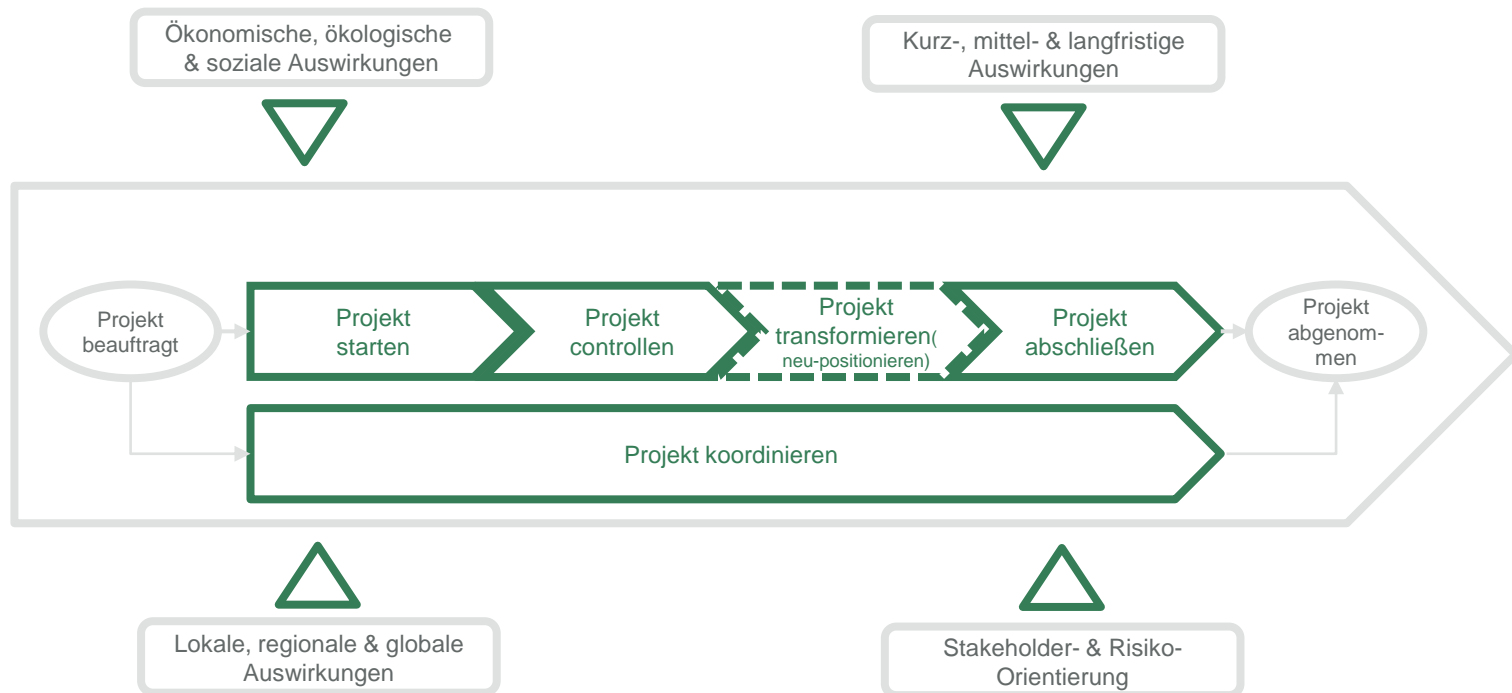 Ökonomische, ökologische
& soziale Auswirkungen
Kurz-, mittel- & langfristige
Auswirkungen
Projekt
beauftragt
Projekt
starten
Projekt
controllen
Projekt
transformieren(
neu-positionieren)
Projekt
abschließen
Projekt
abgenom-
men
Projekt koordinieren
Lokale, regionale & globale
Auswirkungen
Stakeholder- & Risiko-
Orientierung